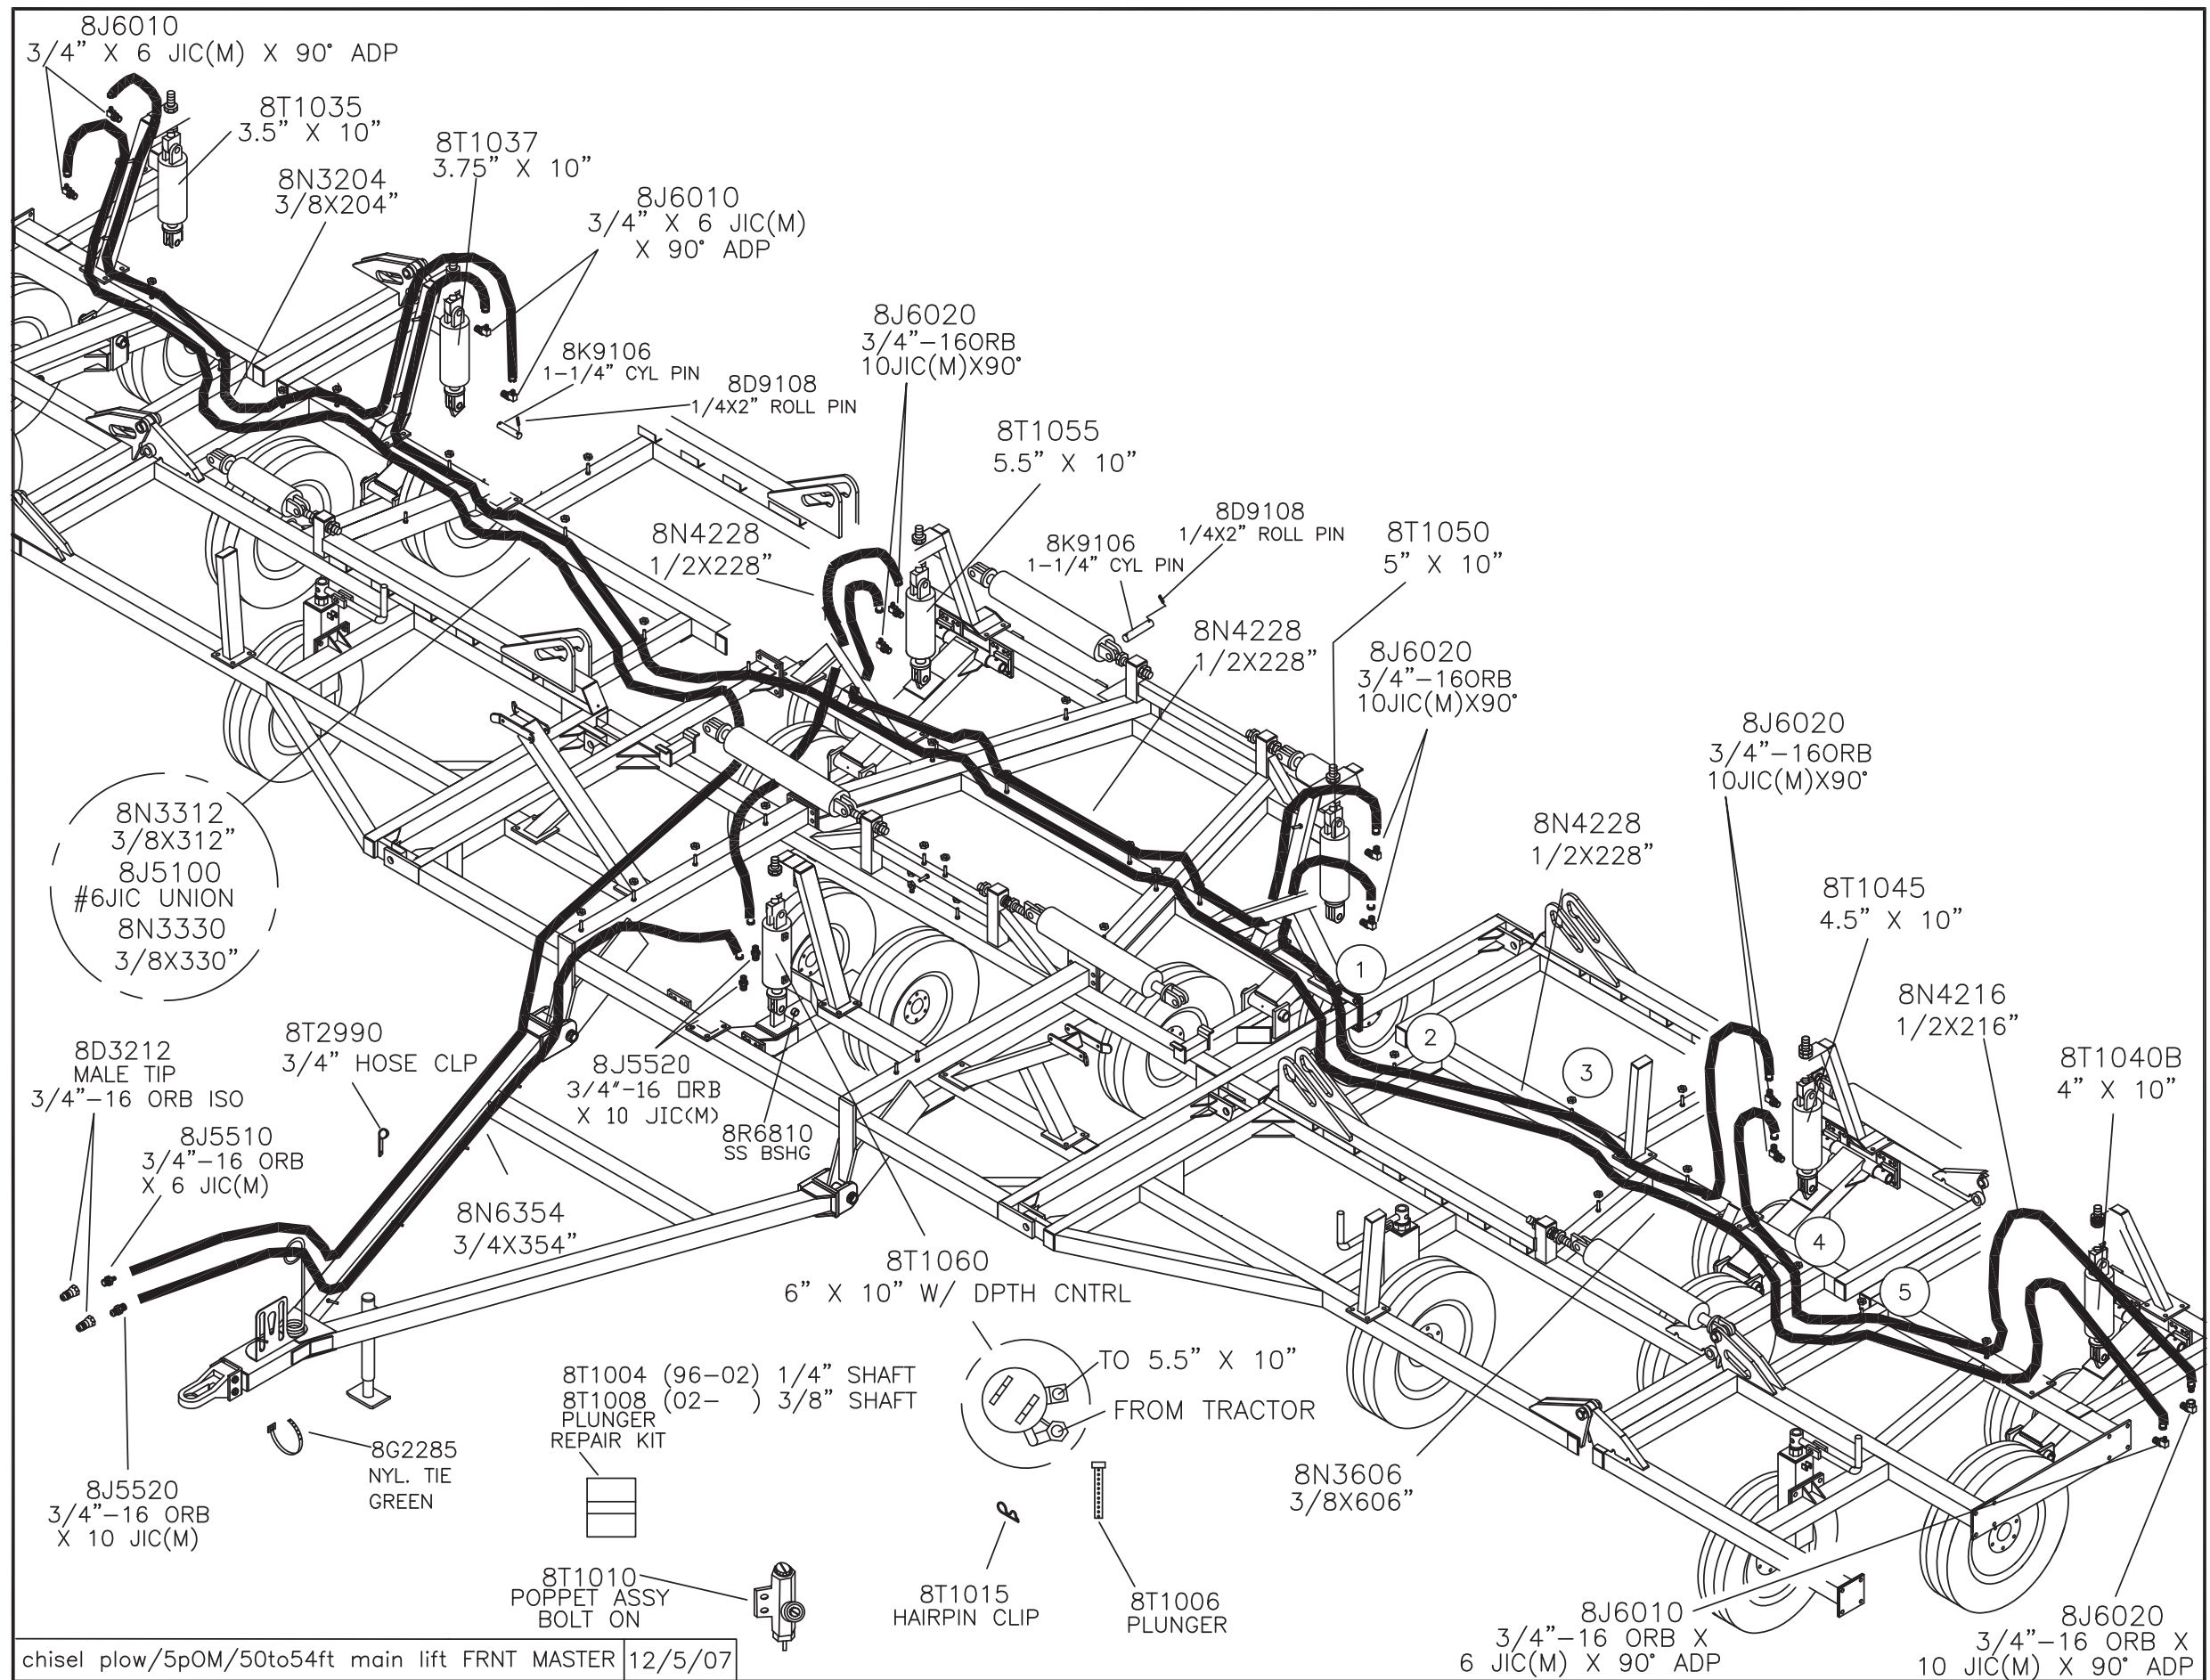 8J6010
3/4” X 6 JIC(M) X 90° ADP
8T1035
3.5” X 10”
8T1037
3.75” X 10”
8N3204
3/8X204”
8J6010
3/4” X 6 JIC(M)
X 90° ADP
8J6020
3/4”-16ORB
10JIC(M)X90°
8K9106
1-1/4” CYL PIN
8D9108
1/4X2” ROLL PIN
8T1055
5.5” X 10”
8N4228
1/2X228”
8D9108
1/4X2” ROLL PIN
8K9106
1-1/4” CYL PIN
8T1050
5” X 10”
8N4228
1/2X228”
8J6020
3/4”-16ORB
10JIC(M)X90°
8J6020
3/4”-16ORB
10JIC(M)X90°
8N3312
3/8X312”
8J5100
#6JIC UNION
8N3330
3/8X330”
8N4228
1/2X228”
8T1045
4.5” X 10”
8N4216
1/2X216”
8T1040B
4” X 10”
1
2
3
4
5
8T2990
3/4” HOSE CLP
8D3212
MALE TIP
3/4”-16 ORB ISO
8J5510
3/4”-16 ORB
X 6 JIC(M)
8J5520
3/4”-16 ORB
X 10 JIC(M)
8R6810
SS BSHG
8N6354
3/4X354”
8T1060
6” X 10” W/ DPTH CNTRL
8T1004 (96-02) 1/4” SHAFT
8T1008 (02-   ) 3/8” SHAFT
PLUNGER
REPAIR KIT
TO 5.5” X 10”
FROM TRACTOR
8G2285
NYL. TIE
GREEN
8J5520
3/4”-16 ORB
X 10 JIC(M)
8N3606
3/8X606”
8T1010
POPPET ASSY
BOLT ON
8T1015
HAIRPIN CLIP
8T1006
PLUNGER
8J6010
3/4”-16 ORB X
6 JIC(M) X 90° ADP
8J6020
3/4”-16 ORB X
10 JIC(M) X 90° ADP
chisel plow/5pOM/50to54ft main lift FRNT MASTER 12/5/07